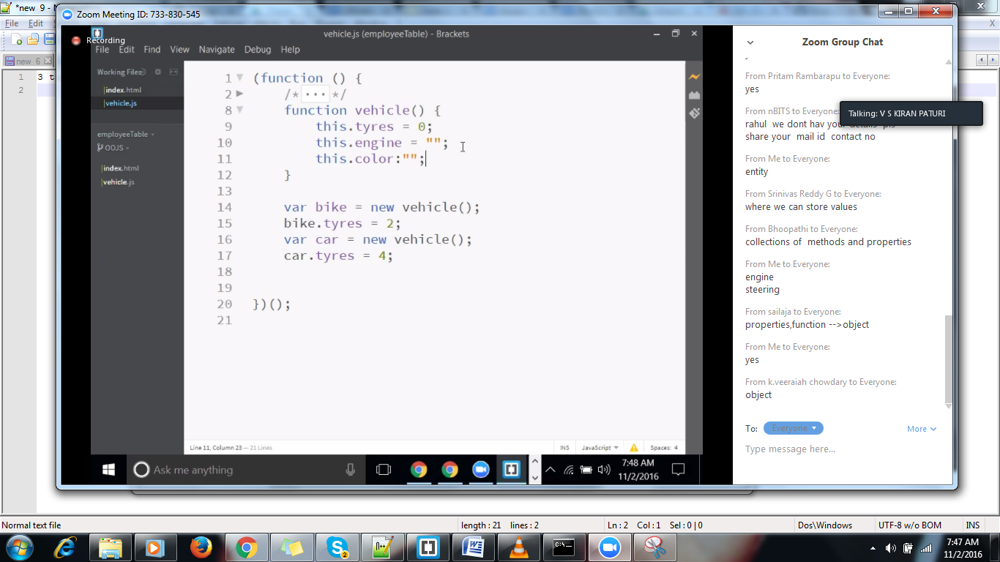 *new 9 - N
Zoom Meeting ID: 733-830-545
File Edit
X
new 6
1 3 t
2
Recording
vehicle.js (employeeTable) - Brackets
File Edit Find View Navigate Debug Help
Working Files
index.html
vehicle.js
employeeTable
OOJS
index.html
vehicle.js
1 (function () {
2 /*...*/
8 function vehicle() {
9 this.tyres = 0;
10 this.engine = "";
11 this.color:"";
12 }
13
14 var bike = new vehicle();
15 bike.tyres = 2;
16 var car = new vehicle();
17 car.tyres = 4;
18
19
20 })();
21
Line 11, Column 23 — 21 Lines
INS JavaScript Spaces: 4
Ask me anything
7:48 AM
11/2/2016
Zoom Group Chat
From Pritam Rambarapu to Everyone:
yes
From nBITS to Everyone:
Talking: V S KIRAN PATURI
rahul we dont hav your details pls
share your mail id contact no
From Me to Everyone:
entity
From Srinivas Reddy G to Everyone:
where we can store values
From Bhoopathi to Everyone:
collections of methods and properties
From Me to Everyone:
engine
steering
From sailaja to Everyone:
properties,function -->object
From Me to Everyone:
yes
From k.veeraiah chowdary to Everyone:
object
To: Everyone More
Type message here...
Normal text file length : 21 lines : 2 Ln : 2 Col : 1 Sel : 0 | 0 Dos\Windows UTF-8 w/o BOM INS
7:47 AM
11/2/2016